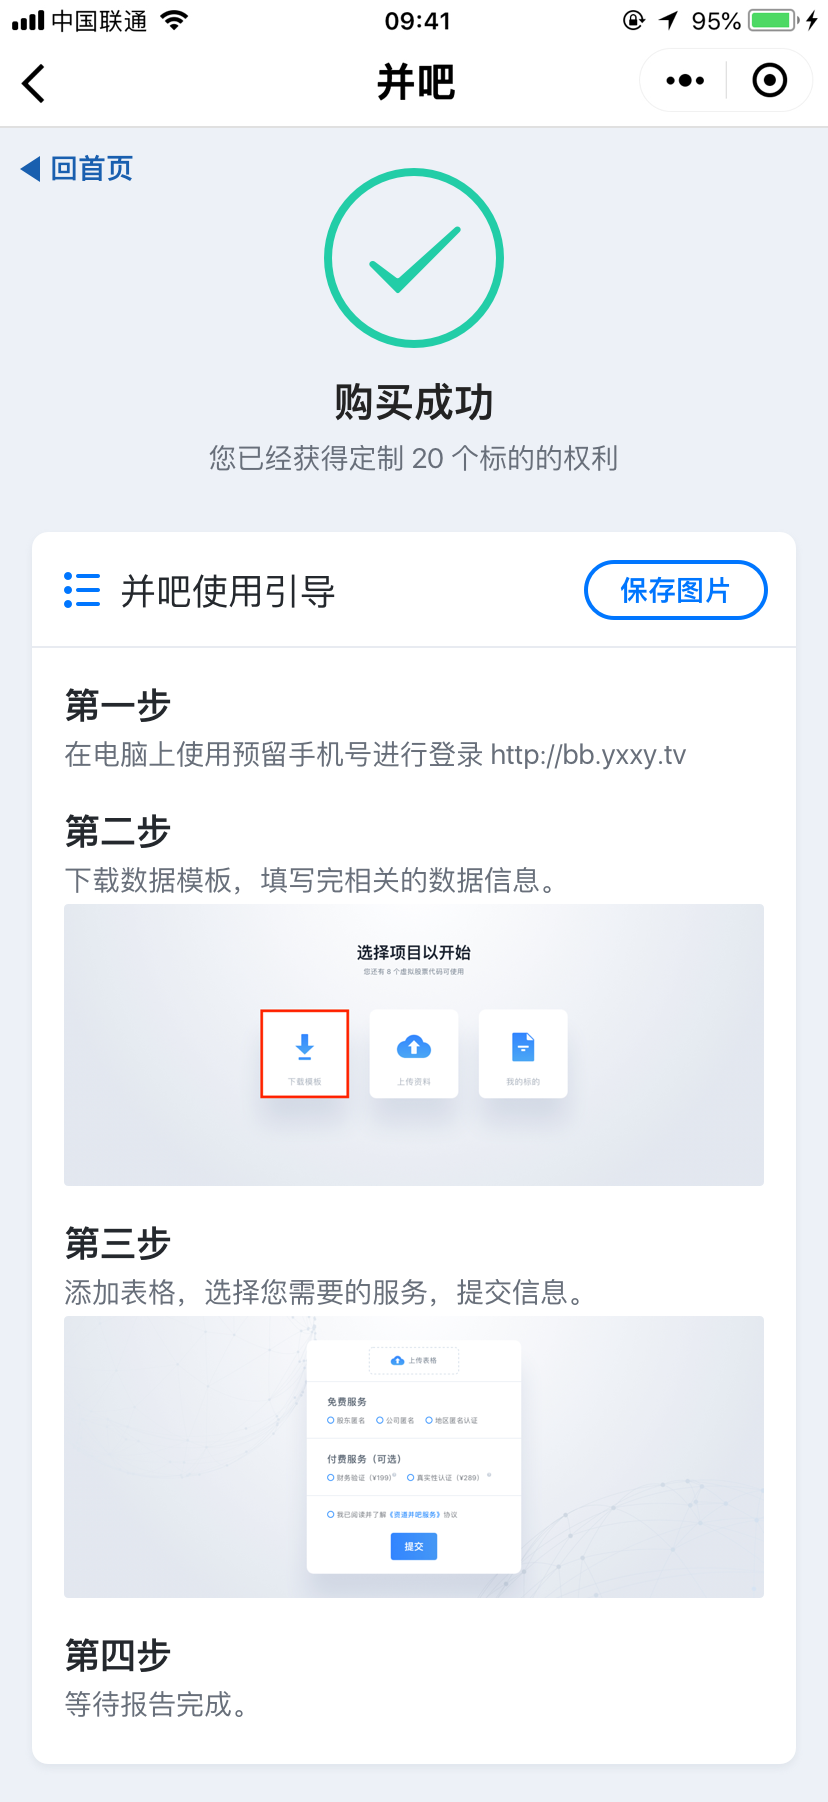 中国联通
09:41
95%
并吧
回首页
购买成功
您已经获得定制 20 个标的的权利
并吧使用引导
保存图片
第一步
在电脑上使用预留手机号进行登录 http://bb.yxxy.tv
第二步
下载数据模板，填写完相关的数据信息。
选择项目以开始
您还有 8 个虚拟股票代码可使用
下载模板
上传资料
我的标的
第三步
添加表格，选择您需要的服务，提交信息。
上传表格
免费服务
股东匿名 公司匿名 地区匿名认证
付费服务（可选）
财务验证（¥199） 真实性认证（¥289）
我已阅读并了解《资道并吧服务》协议
提交
第四步
等待报告完成。